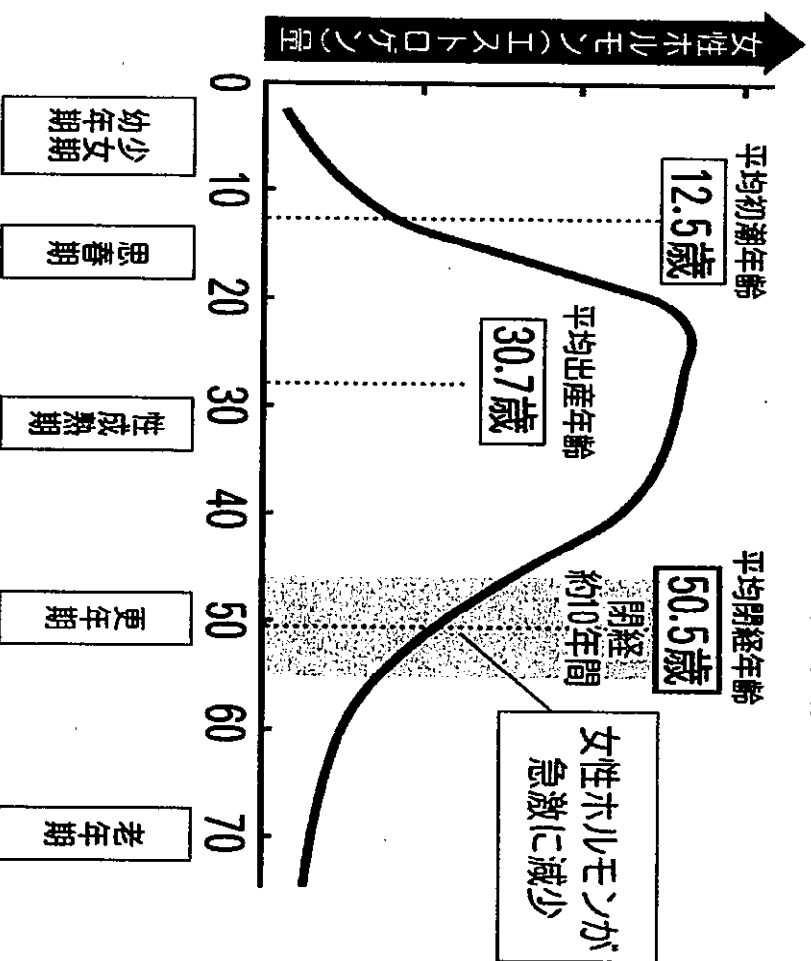 女性ホルモン(エストロゲン)量
平均初潮年齢
12.5歳
平均出産年齢
30.7歳
平均閉経年齢
50.5歳
閉経
約10年間
女性ホルモンが
急激に減少
0
10
20
30
40
50
60
70
幼年期
少女期
思春期
性成熟期
更年期
老年期